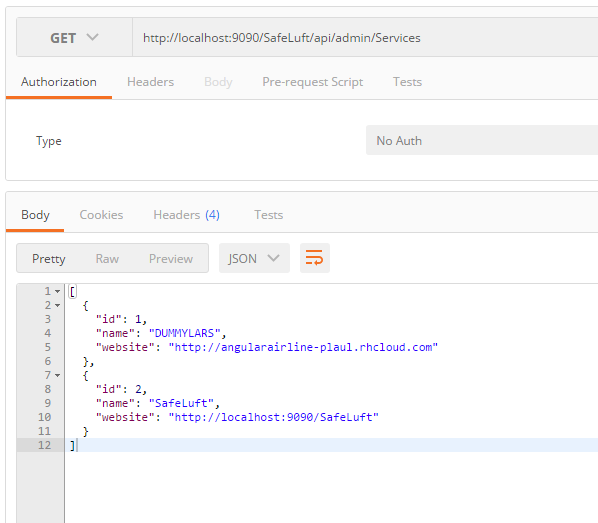 GET http://localhost:9090/SafeLuft/api/admin/Services
Authorization Headers Body Pre-request Script Tests
Type No Auth
Body Cookies Headers (4) Tests
Pretty Raw Preview JSON
1 [
2 {
3 "id": 1,
4 "name": "DUMMYLARS",
5 "website": "http://angularairline-plaul.rhcloud.com"
6 },
7 {
8 "id": 2,
9 "name": "SafeLuft",
10 "website": "http://localhost:9090/SafeLuft"
11 }
12 ]